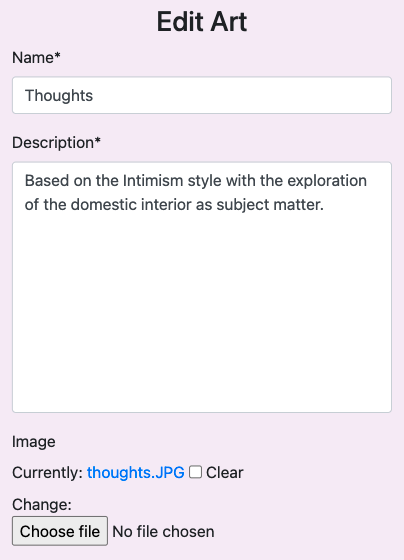 Edit Art
Name*
Thoughts
Description*
Based on the Intimism style with the exploration
of the domestic interior as subject matter.
Image
Currently: thoughts.JPG Clear
Change:
Choose file No file chosen